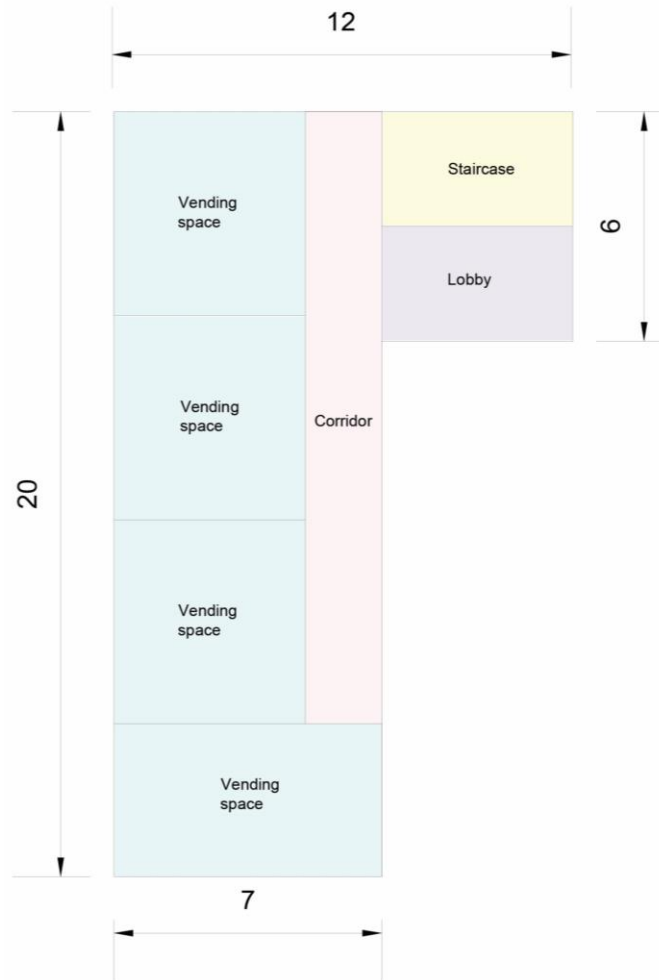 12
Vending
space
Staircase
6
Lobby
Vending
space
Corridor
20
Vending
space
Vending
space
7